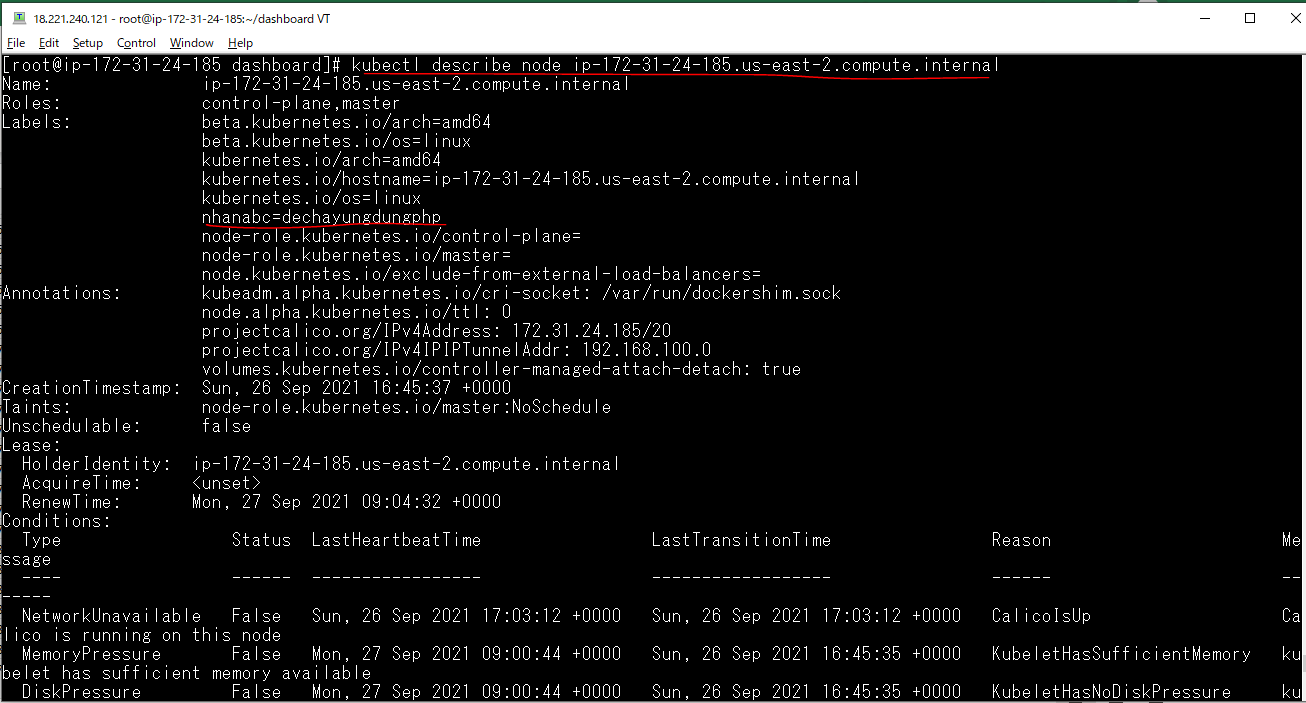 18.221.240.121 - root@ip-172-31-24-185:~/dashboard VT
File Edit Setup Control Window Help
[root@ip-172-31-24-185 dashboard]# kubectl describe node ip-172-31-24-185.us-east-2.compute.internal
Name: ip-172-31-24-185.us-east-2.compute.internal
Roles: control-plane,master
Labels: beta.kubernetes.io/arch=amd64
beta.kubernetes.io/os=linux
kubernetes.io/arch=amd64
kubernetes.io/hostname=ip-172-31-24-185.us-east-2.compute.internal
kubernetes.io/os=linux
nhanabc=dechayungdungphp
node-role.kubernetes.io/control-plane=
node-role.kubernetes.io/master=
node.kubernetes.io/exclude-from-external-load-balancers=
Annotations: kubeadm.alpha.kubernetes.io/cri-socket: /var/run/dockershim.sock
node.alpha.kubernetes.io/ttl: 0
projectcalico.org/IPv4Address: 172.31.24.185/20
projectcalico.org/IPv4IPIPTunnelAddr: 192.168.100.0
volumes.kubernetes.io/controller-managed-attach-detach: true
CreationTimestamp: Sun, 26 Sep 2021 16:45:37 +0000
Taints: node-role.kubernetes.io/master:NoSchedule
Unschedulable: false
Lease:
HolderIdentity: ip-172-31-24-185.us-east-2.compute.internal
AcquireTime: <unset>
RenewTime: Mon, 27 Sep 2021 09:04:32 +0000
Conditions:
Type Status LastHeartbeatTime LastTransitionTime Reason Me
ssage
---- ------ ----------------- ------------------ ------ --
-----
NetworkUnavailable False Sun, 26 Sep 2021 17:03:12 +0000 Sun, 26 Sep 2021 17:03:12 +0000 CalicoIsUp Ca
lico is running on this node
MemoryPressure False Mon, 27 Sep 2021 09:00:44 +0000 Sun, 26 Sep 2021 16:45:35 +0000 KubeletHasSufficientMemory ku
belet has sufficient memory available
DiskPressure False Mon, 27 Sep 2021 09:00:44 +0000 Sun, 26 Sep 2021 16:45:35 +0000 KubeletHasNoDiskPressure ku